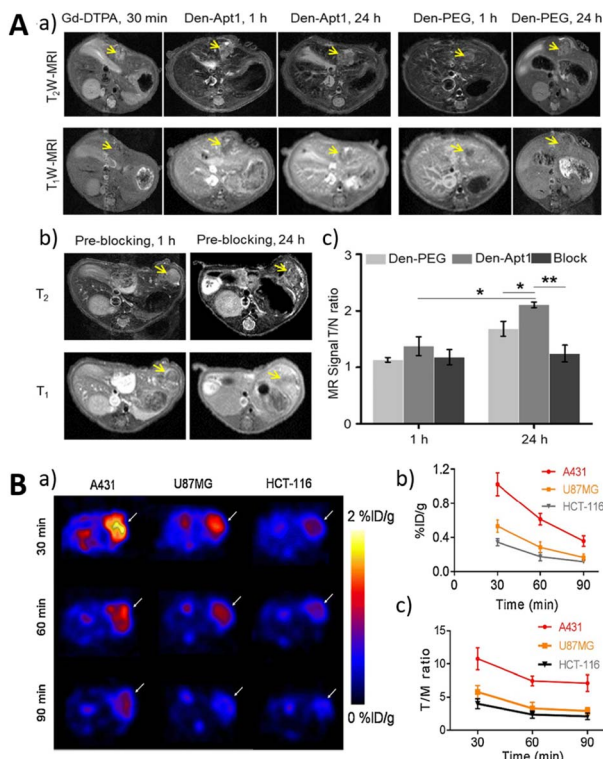 A
a) Gd-DTPA, 30 min Den-Apt1, 1 h Den-Apt1, 24 h Den-PEG, 1 h Den-PEG, 24 h
T2W-MRI
T1W-MRI
b) Pre-blocking, 1 h Pre-blocking, 24 h
T2
T1
c)
Den-PEG Den-Apt1 Block
MR Signal T/N ratio
3
2
1
0
* * **
1 h 24 h
B
a) A431 U87MG HCT-116
30 min
60 min
90 min
2 %ID/g
0 %ID/g
b)
%ID/g
1.2
0.8
0.4
0.0
A431
U87MG
HCT-116
0 30 60 90
Time (min)
c)
T/M ratio
15
10
5
0
A431
U87MG
HCT-116
30 60 90
Time (min)